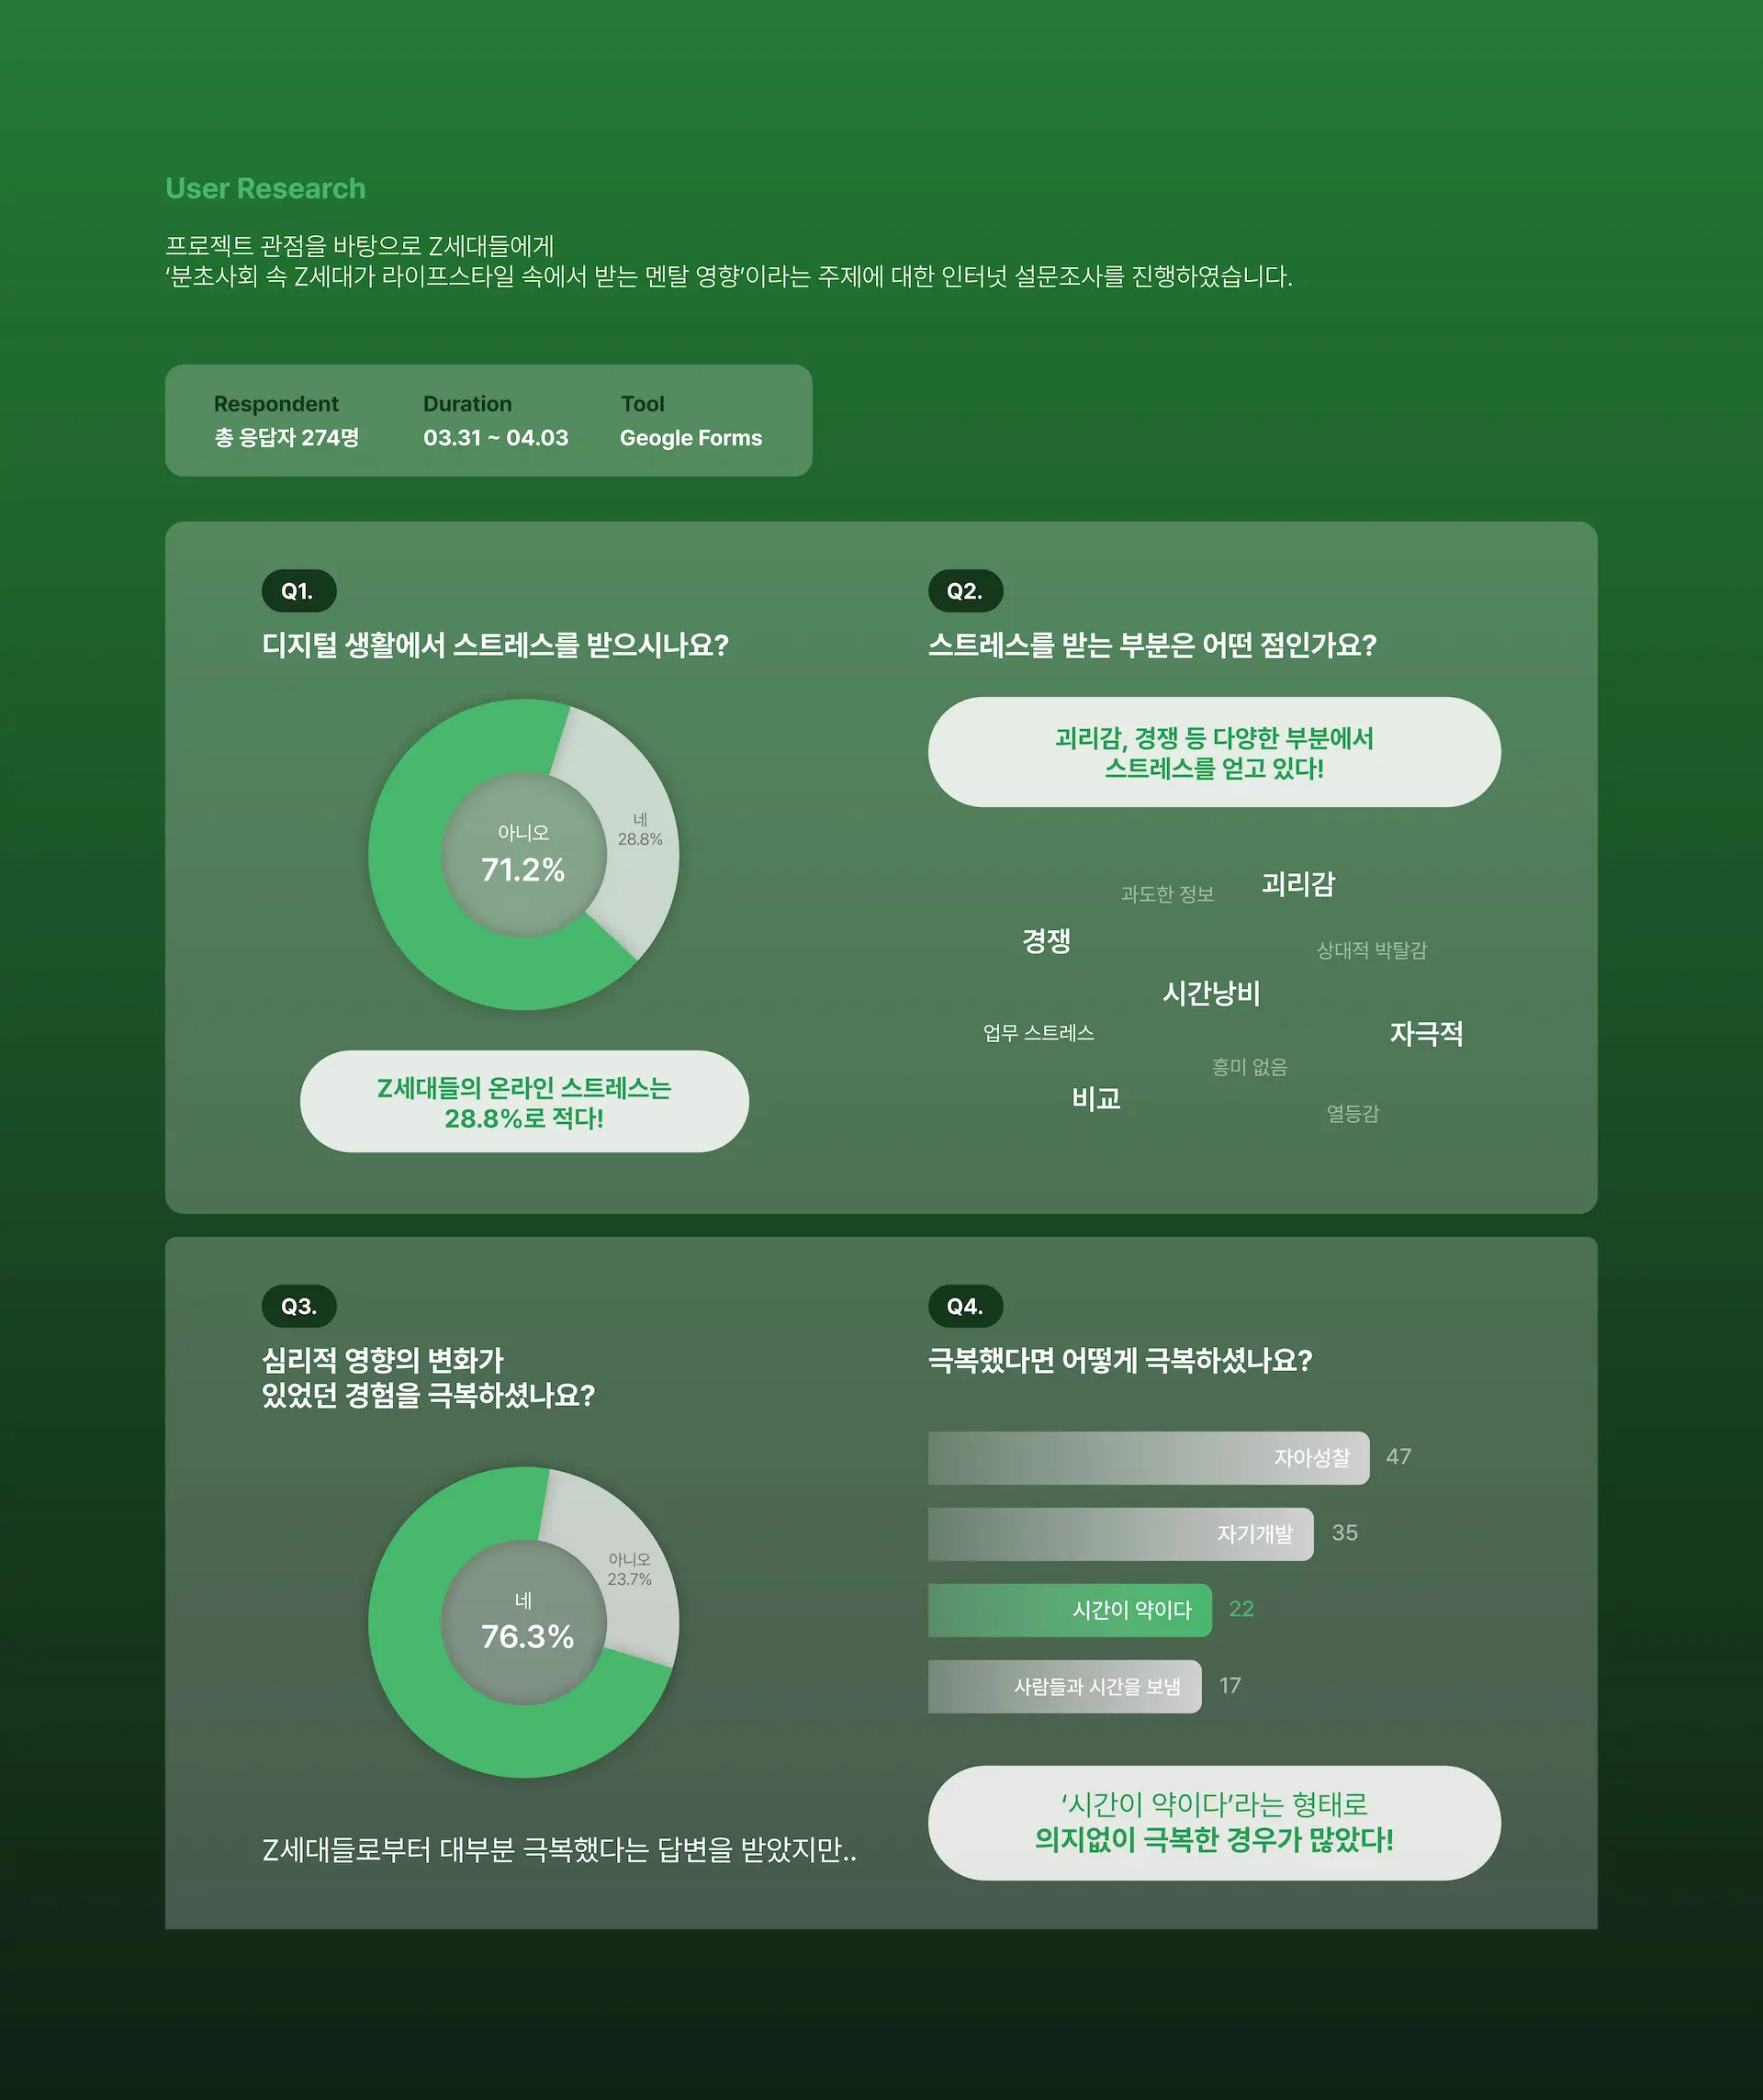 User Research
프로젝트 관점을 바탕으로 Z세대들에게
‘분초사회 속 Z세대가 라이프스타일 속에서 받는 멘탈 영향’이라는 주제에 대한 인터넛 설문조사를 진행하였습니다.
Respondent
총 응답자 274명
Duration
03.31 ~ 04.03
Tool
Geogle Forms
Q1.
디지털 생활에서 스트레스를 받으시나요?
네
28.8%
아니오
71.2%
Z세대들의 온라인 스트레스는
28.8%로 적다!
Q2.
스트레스를 받는 부분은 어떤 점인가요?
괴리감, 경쟁 등 다양한 부분에서
스트레스를 얻고 있다!
과도한 정보
괴리감
경쟁
상대적 박탈감
시간낭비
업무 스트레스
자극적
흥미 없음
비교
열등감
Q3.
심리적 영향의 변화가
있었던 경험을 극복하셨나요?
아니오
23.7%
네
76.3%
Z세대들로부터 대부분 극복했다는 답변을 받았지만..
Q4.
극복했다면 어떻게 극복하셨나요?
자아성찰 47
자기개발 35
시간이 약이다 22
사람들과 시간을 보냄 17
‘시간이 약이다’라는 형태로
의지없이 극복한 경우가 많았다!